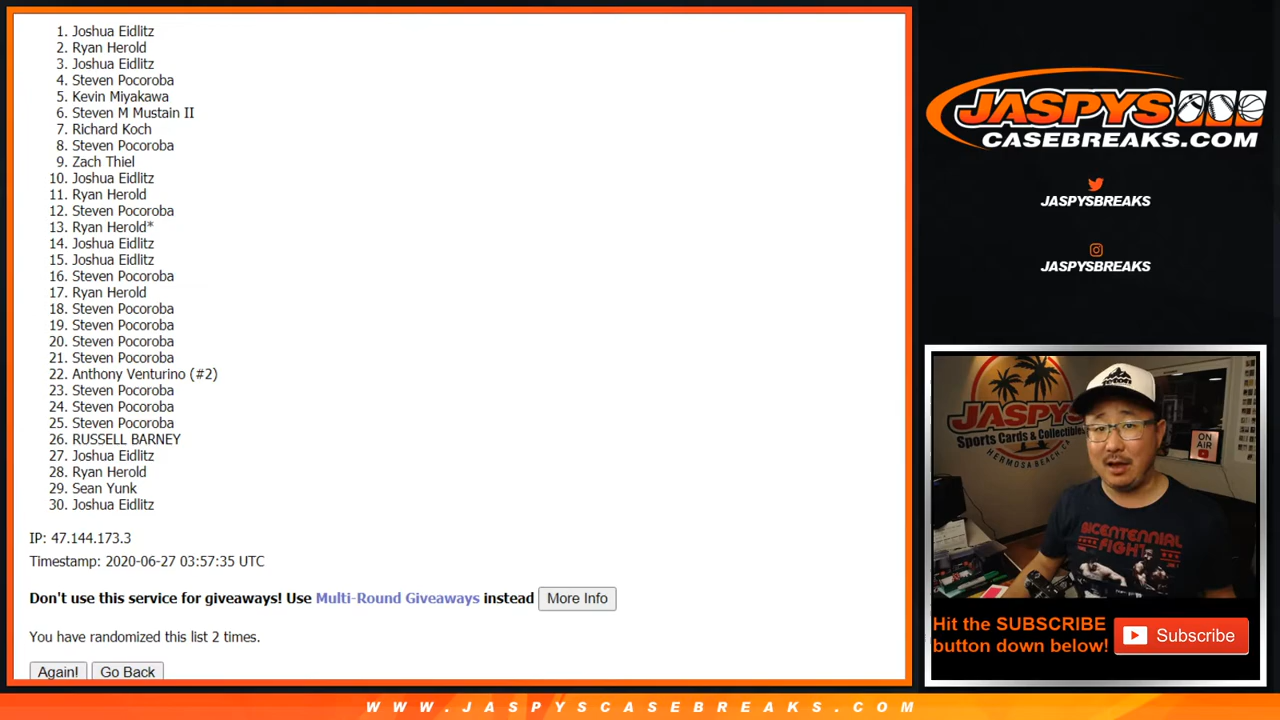 1. Joshua Eidlitz
2. Ryan Herold
3. Joshua Eidlitz
4. Steven Pocoroba
5. Kevin Miyakawa
6. Steven M Mustain II
7. Richard Koch
8. Steven Pocoroba
9. Zach Thiel
10. Joshua Eidlitz
11. Ryan Herold
12. Steven Pocoroba
13. Ryan Herold*
14. Joshua Eidlitz
15. Joshua Eidlitz
16. Steven Pocoroba
17. Ryan Herold
18. Steven Pocoroba
19. Steven Pocoroba
20. Steven Pocoroba
21. Steven Pocoroba
22. Anthony Venturino (#2)
23. Steven Pocoroba
24. Steven Pocoroba
25. Steven Pocoroba
26. RUSSELL BARNEY
27. Joshua Eidlitz
28. Ryan Herold
29. Sean Yunk
30. Joshua Eidlitz
IP: 47.144.173.3
Timestamp: 2020-06-27 03:57:35 UTC
Don't use this service for giveaways! Use Multi-Round Giveaways instead More Info
You have randomized this list 2 times.
Again! Go Back
JASPYS
CASEBREAKS.COM
JASPYSBREAKS
JASPYSBREAKS
JASPYS
Sports Cards & Collectibles
HERMOSA BEACH, CA
ON
AIR
BICENTENNIAL
FIGHT
Hit the SUBSCRIBE
button down below!
Subscribe
WWW.JASPYSCASEBREAKS.COM